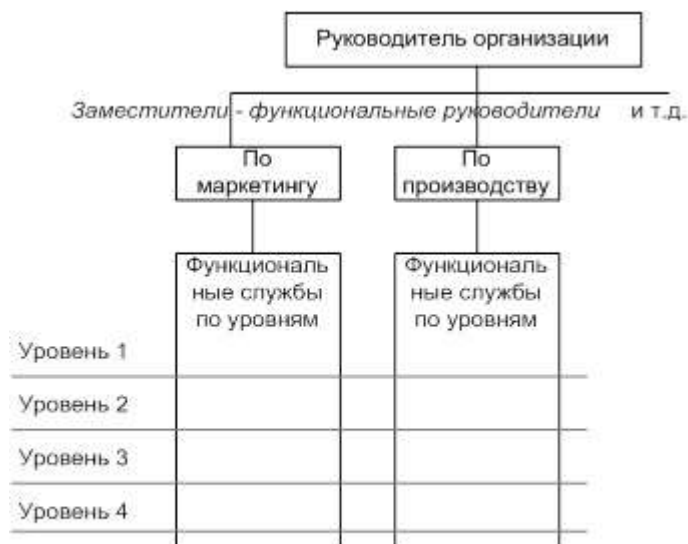 Руководитель организации
Заместители - функциональные руководители и т.д.
По
маркетингу
По
производству
Функциональ
ные службы
по уровням
Функциональ
ные службы
по уровням
Уровень 1
Уровень 2
Уровень 3
Уровень 4